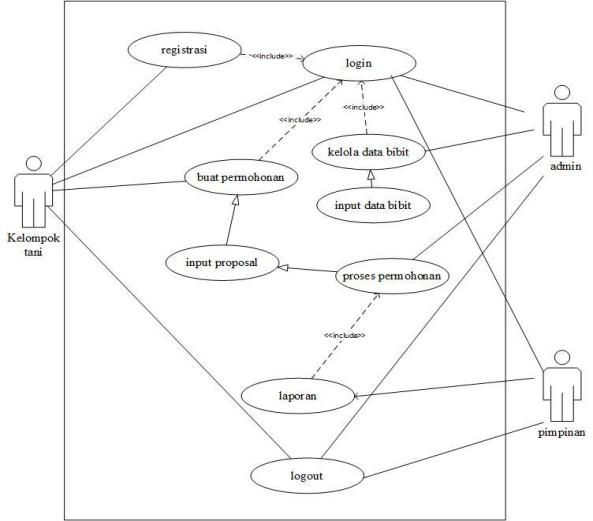 registrasi
<<include>>
login
<<include>>
<<include>>
kelola data bibit
admin
buat permohonan
input data bibit
Kelompok
tani
input proposal
proses permohonan
<<include>>
laporan
pimpinan
logout